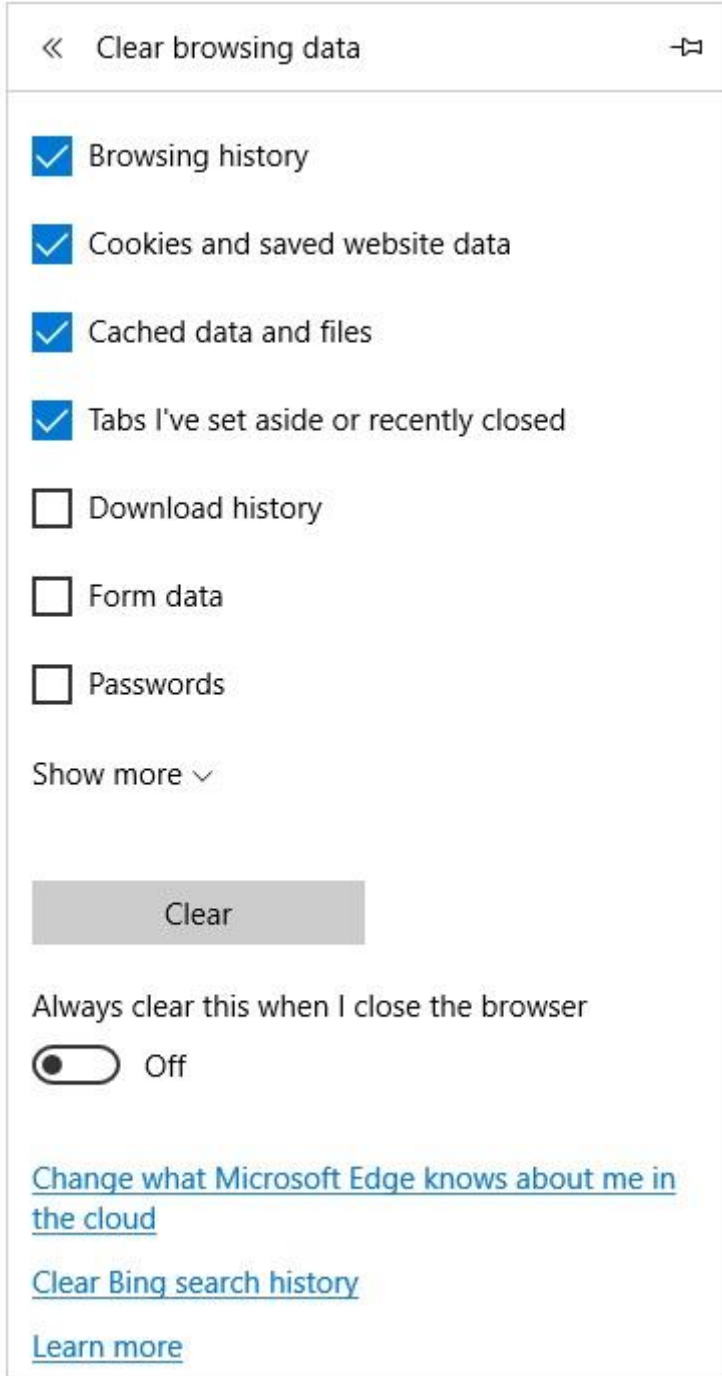 Clear browsing data
Browsing history
Cookies and saved website data
Cached data and files
Tabs I've set aside or recently closed
Download history
Form data
Passwords
Show more
Clear
Always clear this when I close the browser
Off
Change what Microsoft Edge knows about me in
the cloud
Clear Bing search history
Learn more